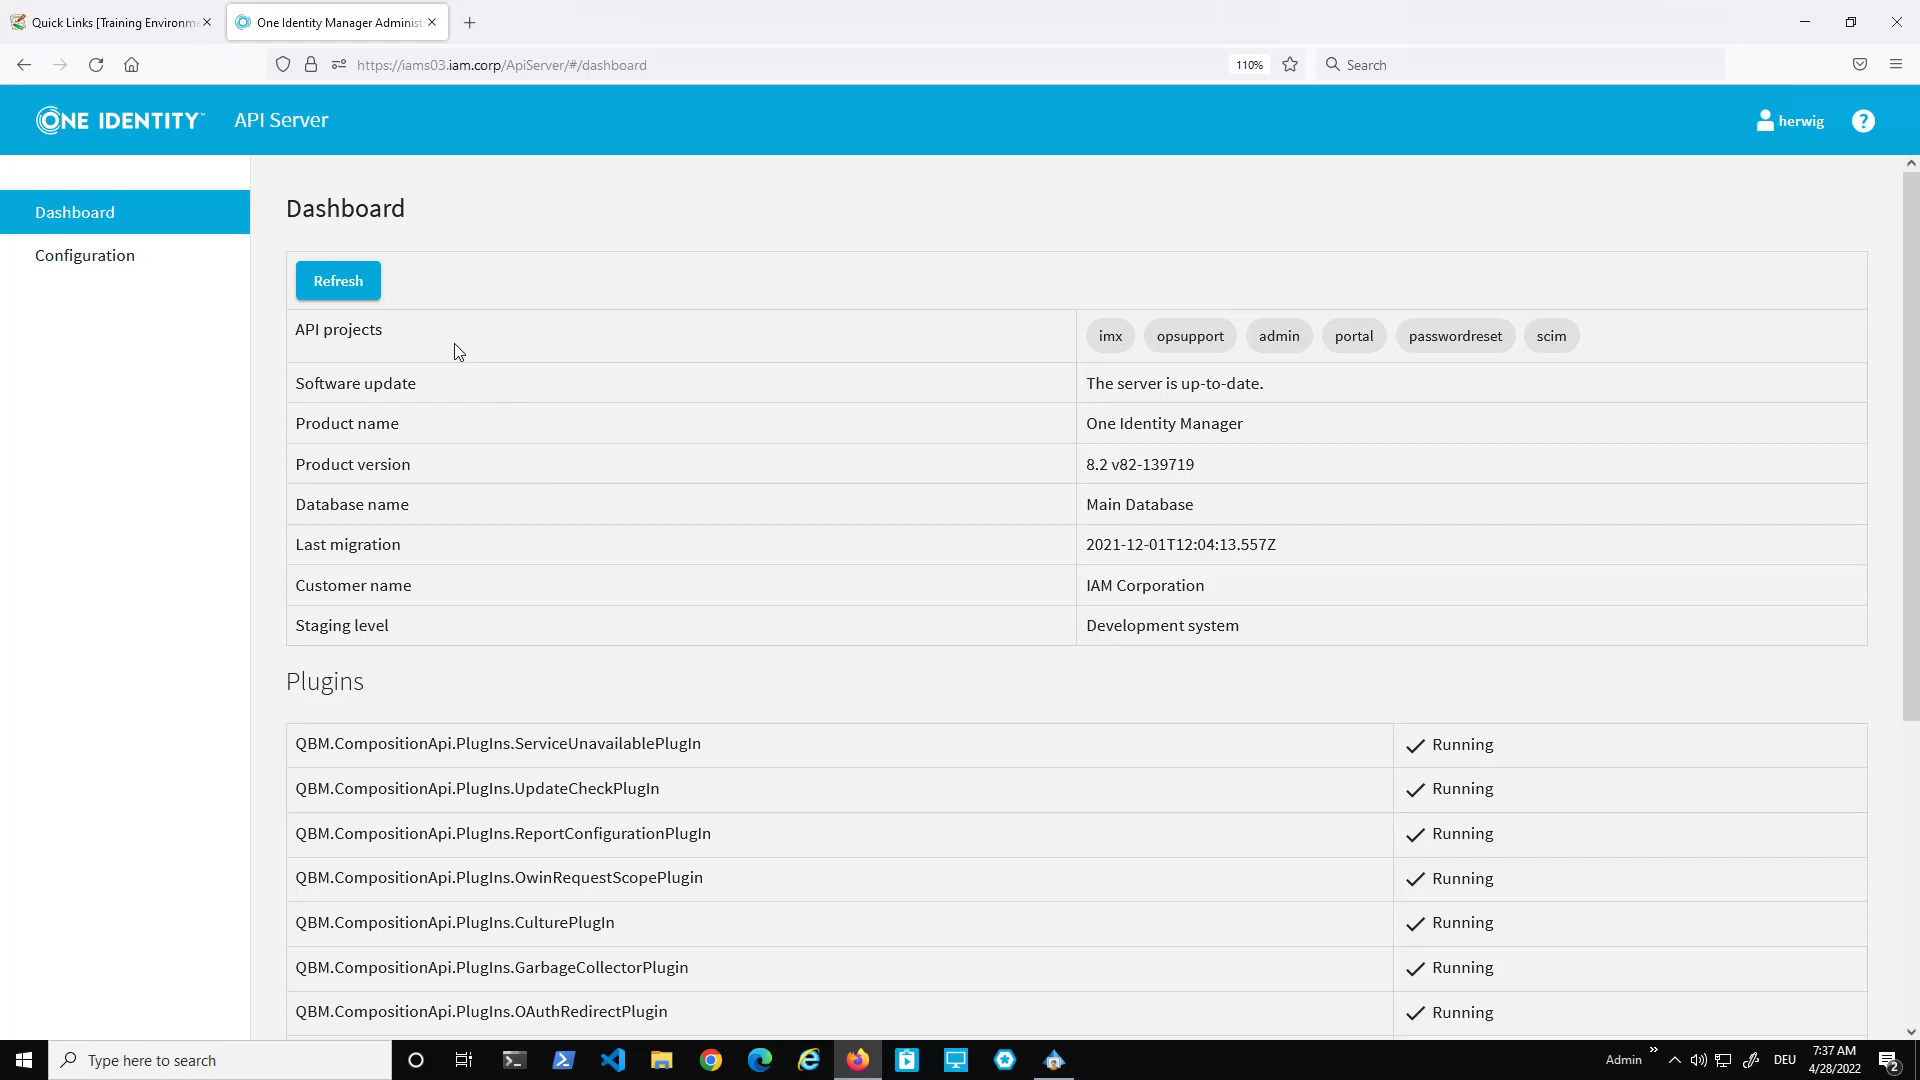 Quick Links [Training Environme
One Identity Manager Administ
https://iams03.iam.corp/ApiServer/#/dashboard
110%
Search
ONE IDENTITY
API Server
herwig
?
Dashboard
Configuration
Dashboard
Refresh
API projects
imx opsupport admin portal passwordreset scim
Software update
The server is up-to-date.
Product name
One Identity Manager
Product version
8.2 v82-139719
Database name
Main Database
Last migration
2021-12-01T12:04:13.557Z
Customer name
IAM Corporation
Staging level
Development system
Plugins
QBM.CompositionApi.PlugIns.ServiceUnavailablePlugIn
Running
QBM.CompositionApi.PlugIns.UpdateCheckPlugIn
Running
QBM.CompositionApi.PlugIns.ReportConfigurationPlugIn
Running
QBM.CompositionApi.PlugIns.OwinRequestScopePlugin
Running
QBM.CompositionApi.PlugIns.CulturePlugIn
Running
QBM.CompositionApi.PlugIns.GarbageCollectorPlugin
Running
QBM.CompositionApi.PlugIns.OAuthRedirectPlugin
Running
Type here to search
Admin
DEU
7:37 AM
4/28/2022
2